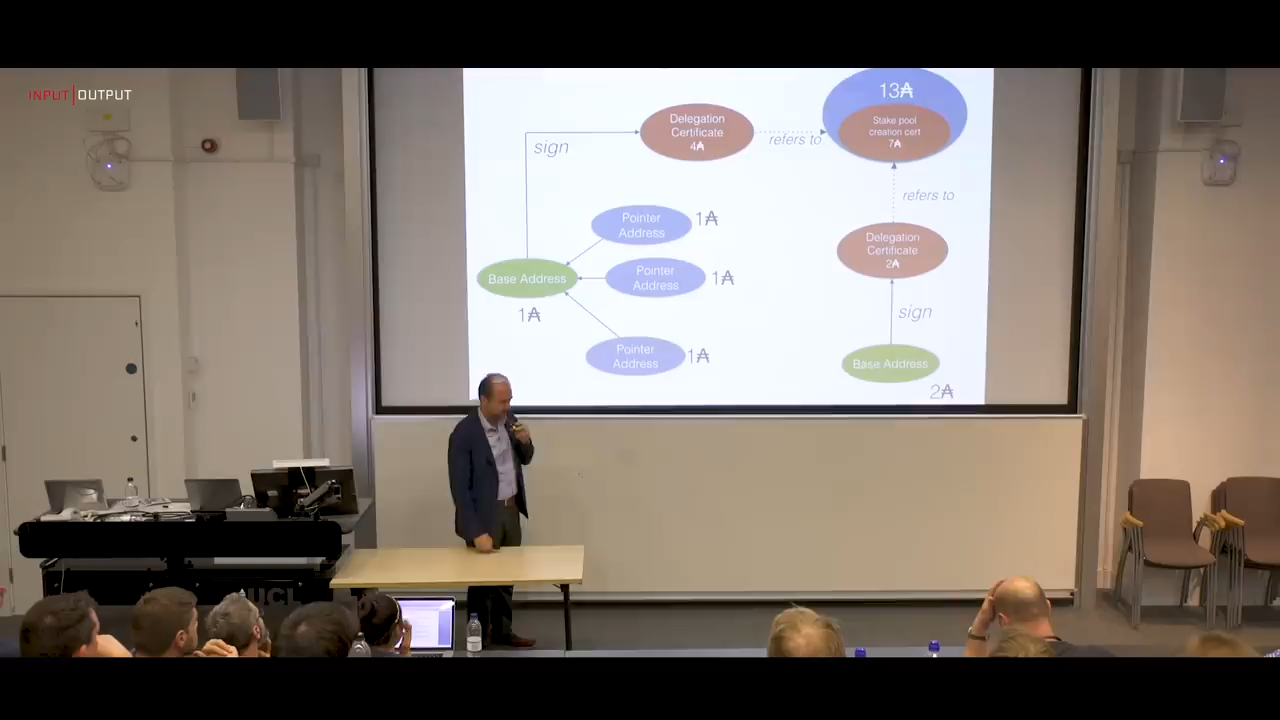 INPUT OUTPUT
13₳
Delegation
Certificate
4₳
Stake pool
creation cert
7₳
sign
refers to
refers to
Pointer
Address
1₳
Delegation
Certificate
2₳
Base Address
1₳
Pointer
Address
1₳
sign
Pointer
Address
1₳
Base Address
2₳
UCL